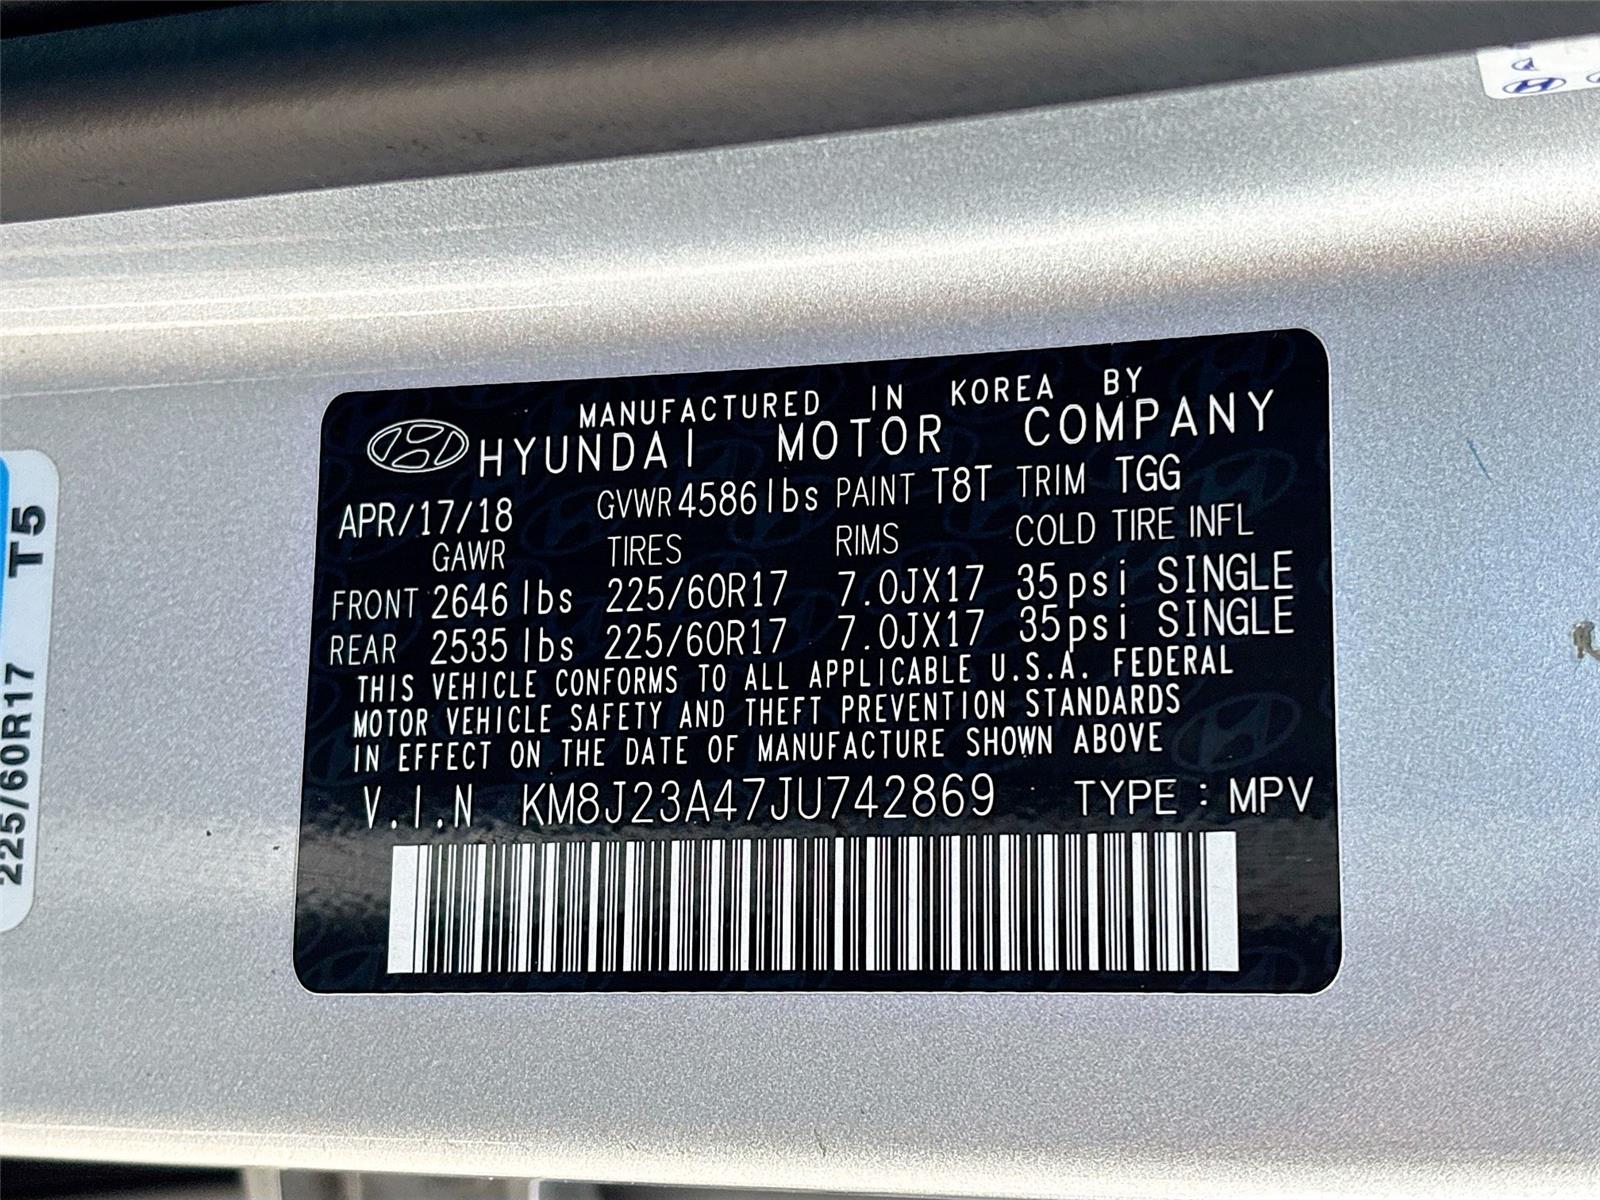 MANUFACTURED IN KOREA BY
HYUNDAI MOTOR COMPANY
APR/17/18 GVWR 4586 lbs PAINT T8T TRIM TGG
GAWR TIRES RIMS COLD TIRE INFL
FRONT 2646 lbs 225/60R17 7.0JX17 35psi SINGLE
REAR 2535 lbs 225/60R17 7.0JX17 35psi SINGLE
THIS VEHICLE CONFORMS TO ALL APPLICABLE U.S.A. FEDERAL
MOTOR VEHICLE SAFETY AND THEFT PREVENTION STANDARDS
IN EFFECT ON THE DATE OF MANUFACTURE SHOWN ABOVE
V.I.N KM8J23A47JU742869 TYPE : MPV
225/60R17 T5